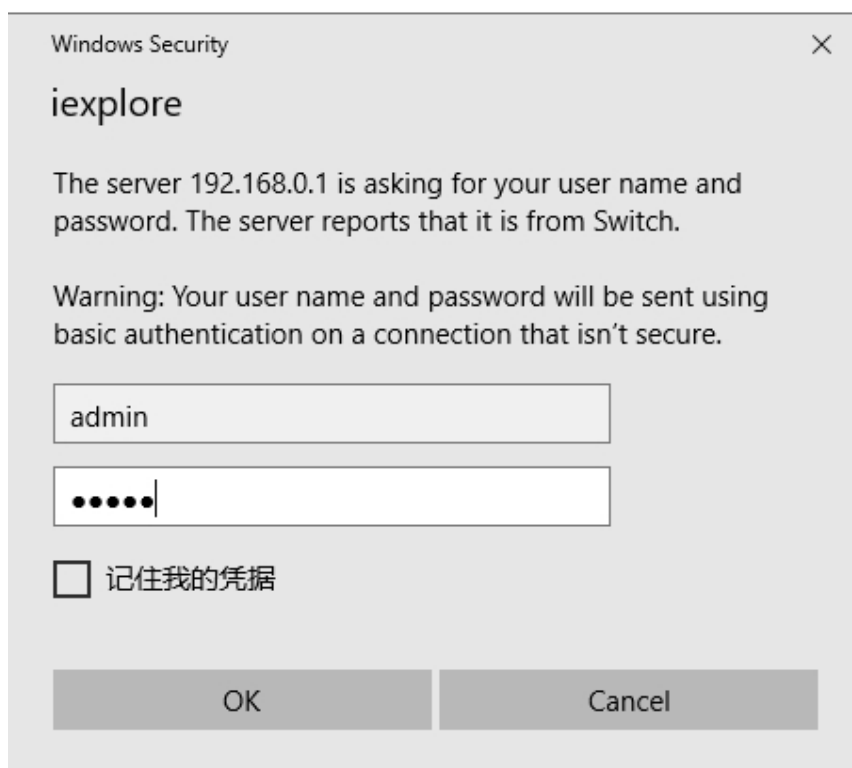 Windows Security
iexplore
The server 192.168.0.1 is asking for your user name and
password. The server reports that it is from Switch.
Warning: Your user name and password will be sent using
basic authentication on a connection that isn’t secure.
admin
●●●●●
记住我的凭据
OK
Cancel